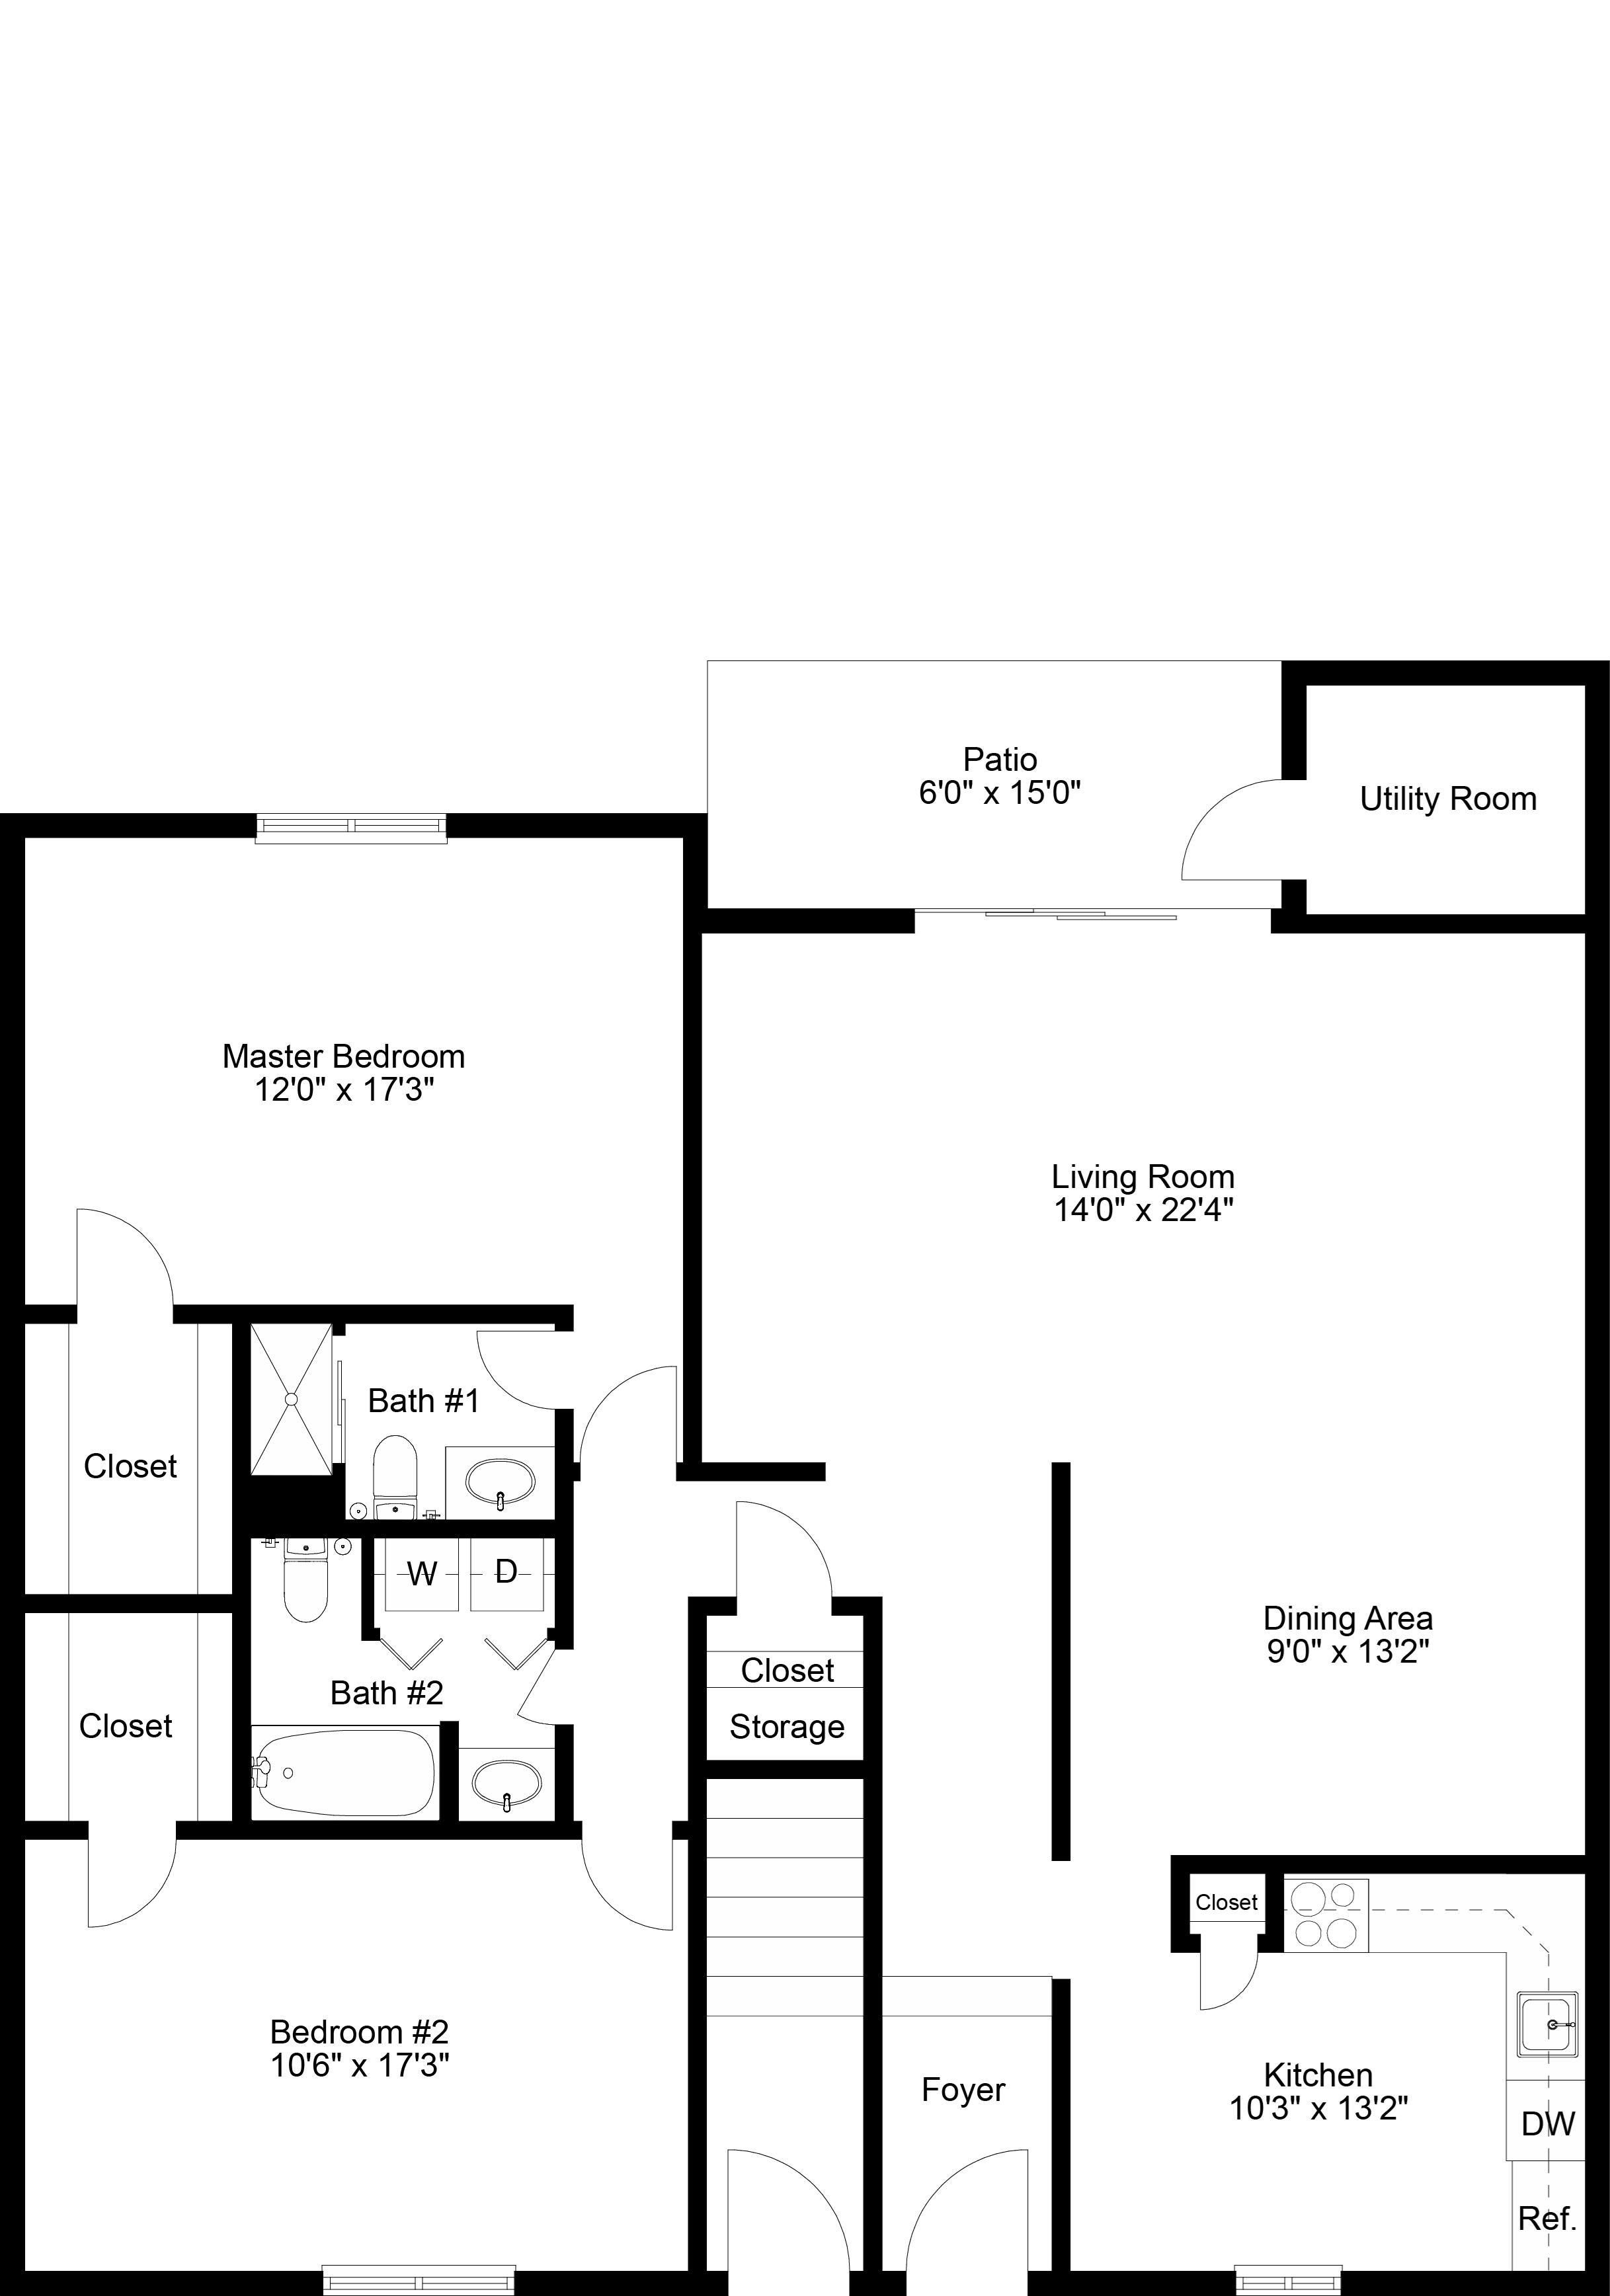 Patio
6'0" x 15'0"
Utility Room
Master Bedroom
12'0" x 17'3"
Living Room
14'0" x 22'4"
Bath #1
Closet
W
D
Dining Area
9'0" x 13'2"
Closet
Bath #2
Closet
Storage
Closet
Bedroom #2
10'6" x 17'3"
Foyer
Kitchen
10'3" x 13'2"
DW
Ref.